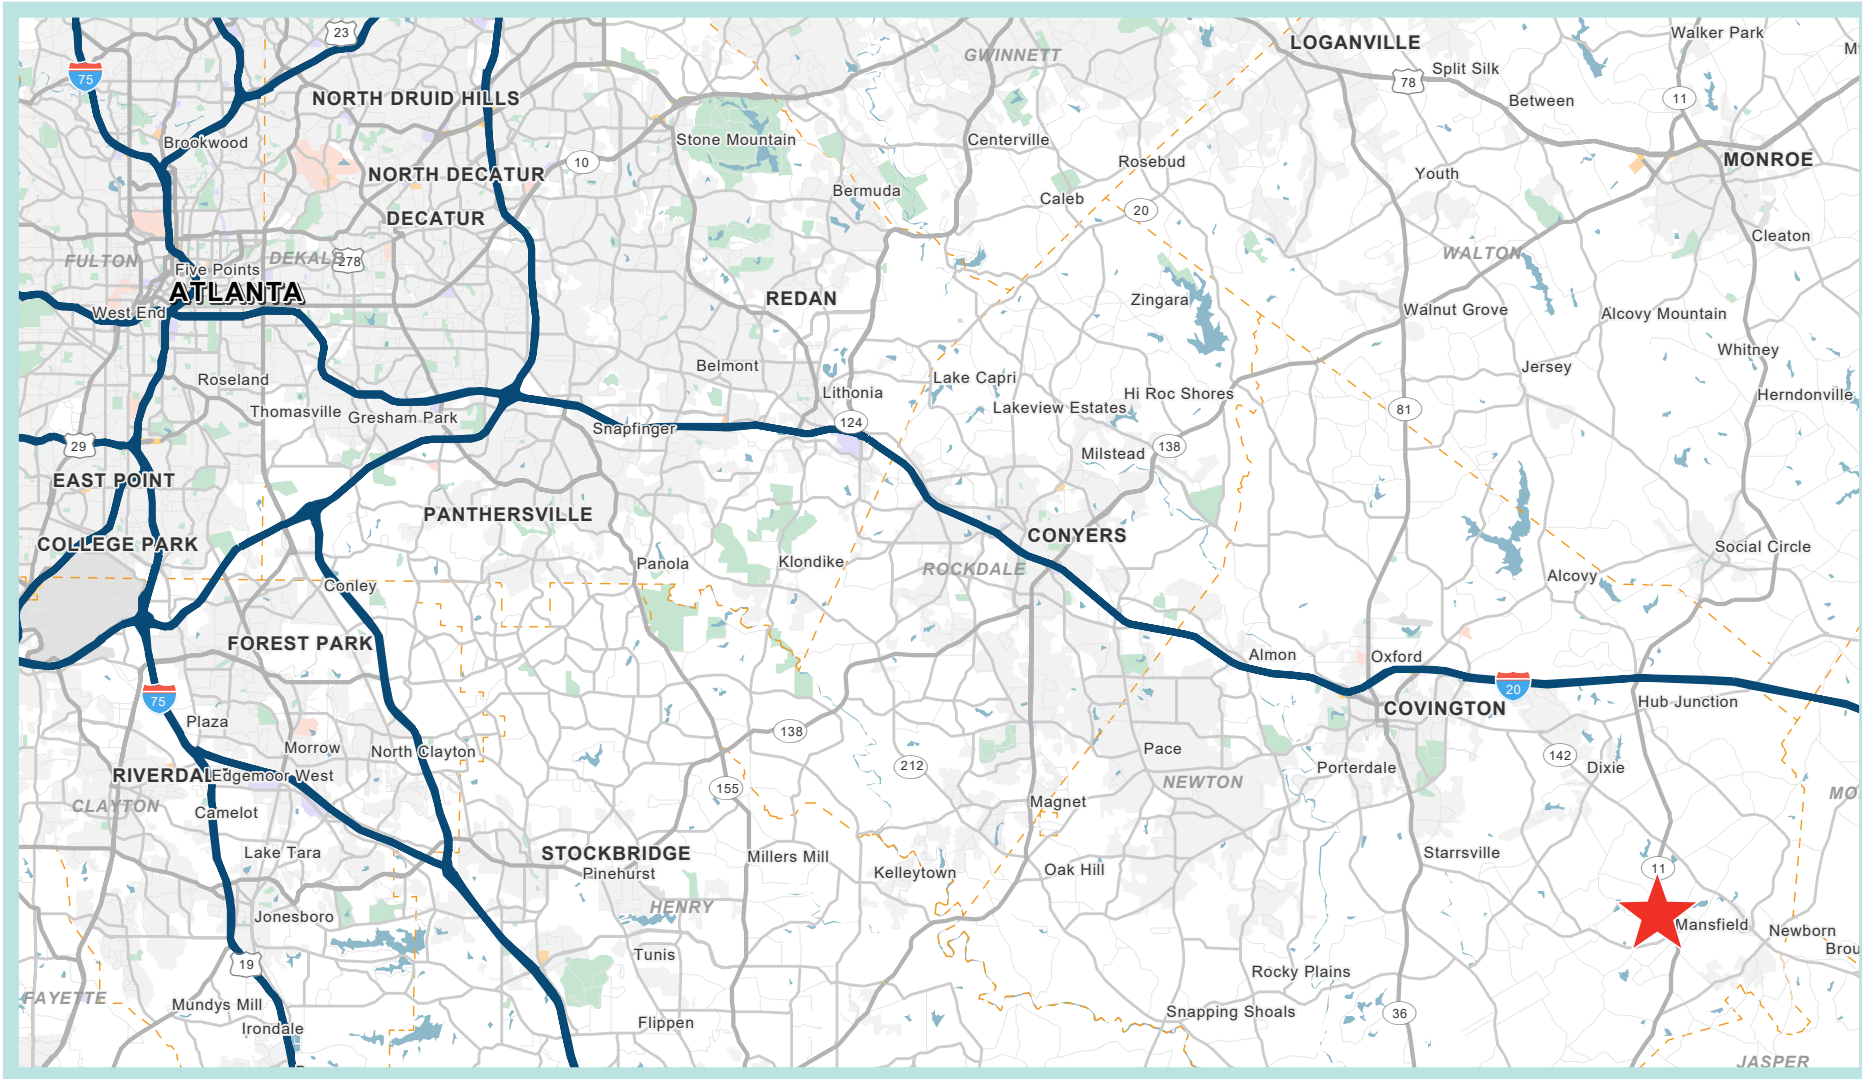 23
GWINNETT
LOGANVILLE
Walker Park
75
Split Silk
78
NORTH DRUID HILLS
11
Between
Brookwood
Stone Mountain
Centerville
10
Rosebud
MONROE
NORTH DECATUR
Youth
Bermuda
Caleb
DECATUR
20
Cleaton
FULTON
DEKALB
278
WALTON
Five Points
ATLANTA
REDAN
Zingara
West End
Walnut Grove
Alcovy Mountain
Whitney
Belmont
Jersey
Roseland
Lake Capri
Lithonia
Hi Roc Shores
Herndonville
Thomasville
Gresham Park
Lakeview Estates
81
124
Snapfinger
29
138
Milstead
EAST POINT
PANTHERSVILLE
CONYERS
COLLEGE PARK
Social Circle
Panola
Klondike
ROCKDALE
Alcovy
Conley
FOREST PARK
Almon
Oxford
75
20
Hub Junction
COVINGTON
Plaza
138
Morrow
North Clayton
Pace
142
212
Porterdale
Dixie
RIVERDALE
Edgemoor West
NEWTON
155
CLAYTON
Magnet
MO
Camelot
Lake Tara
STOCKBRIDGE
Millers Mill
Starrsville
Pinehurst
Kelleytown
Oak Hill
11
HENRY
Jonesboro
Mansfield
Newborn
Brou
Tunis
19
Rocky Plains
FAYETTE
Mundys Mill
Snapping Shoals
36
Flippen
Irondale
JASPER